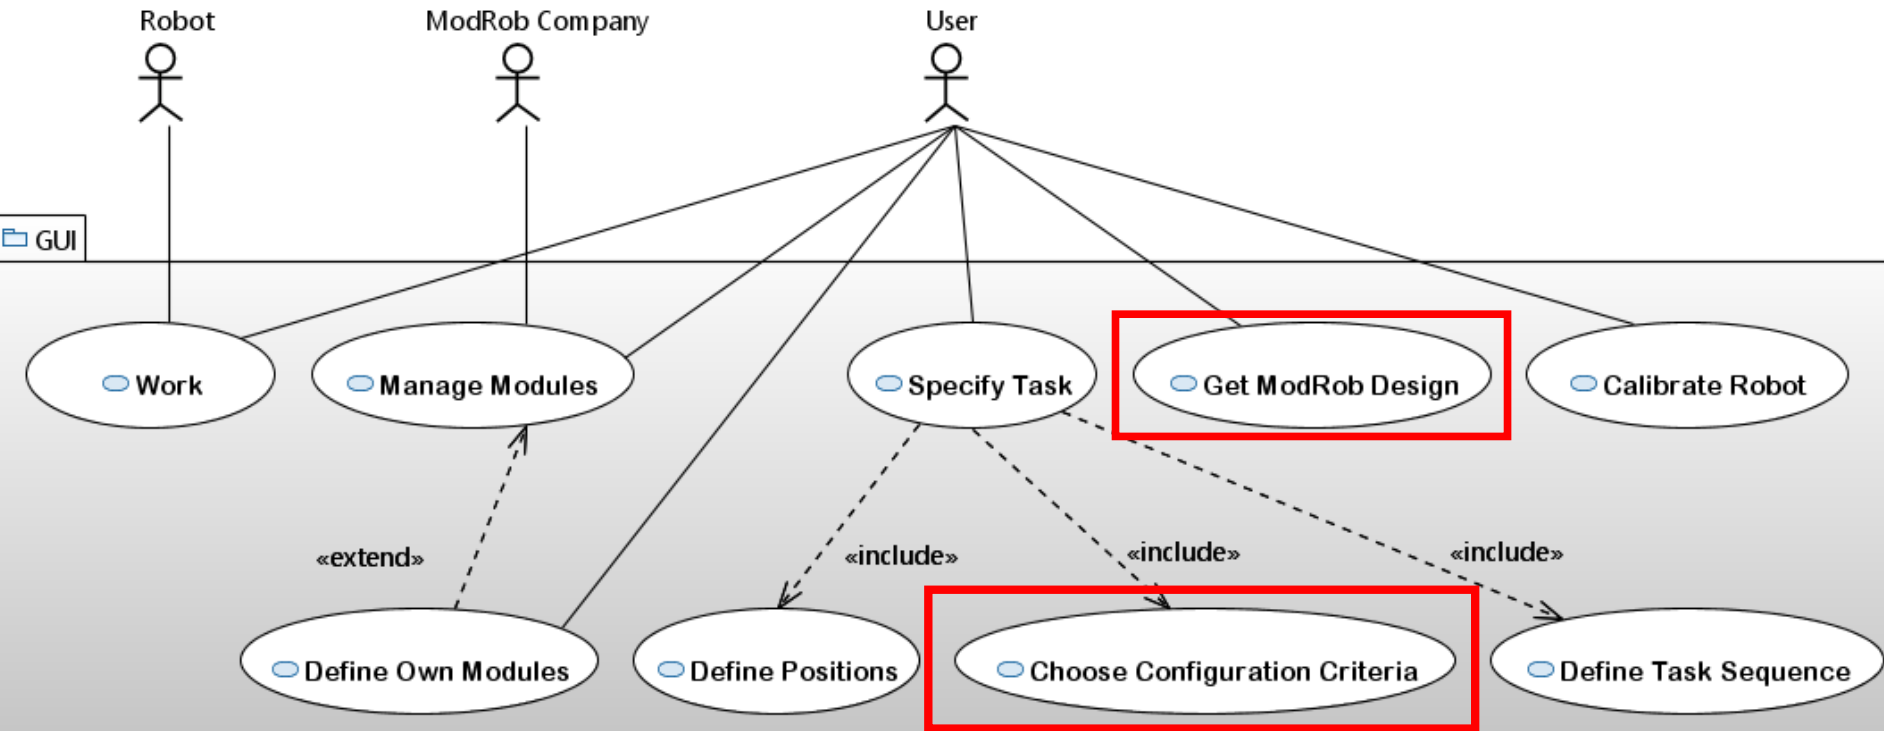 Robot
ModRob Company
User
GUI
Work
Manage Modules
Specify Task
Get ModRob Design
Calibrate Robot
«extend»
«include»
«include»
«include»
Define Own Modules
Define Positions
Choose Configuration Criteria
Define Task Sequence